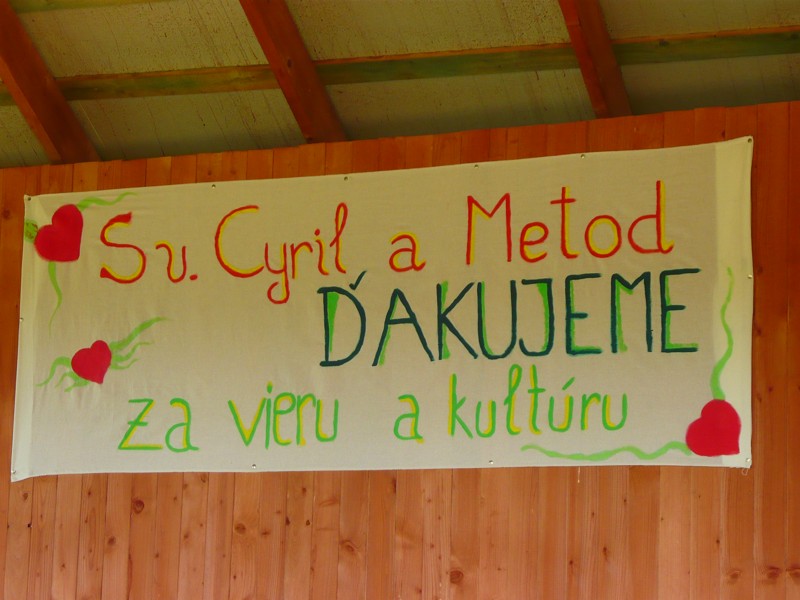 Sv. Cyril a Metod
ĎAKUJEME
za vieru a kultúru